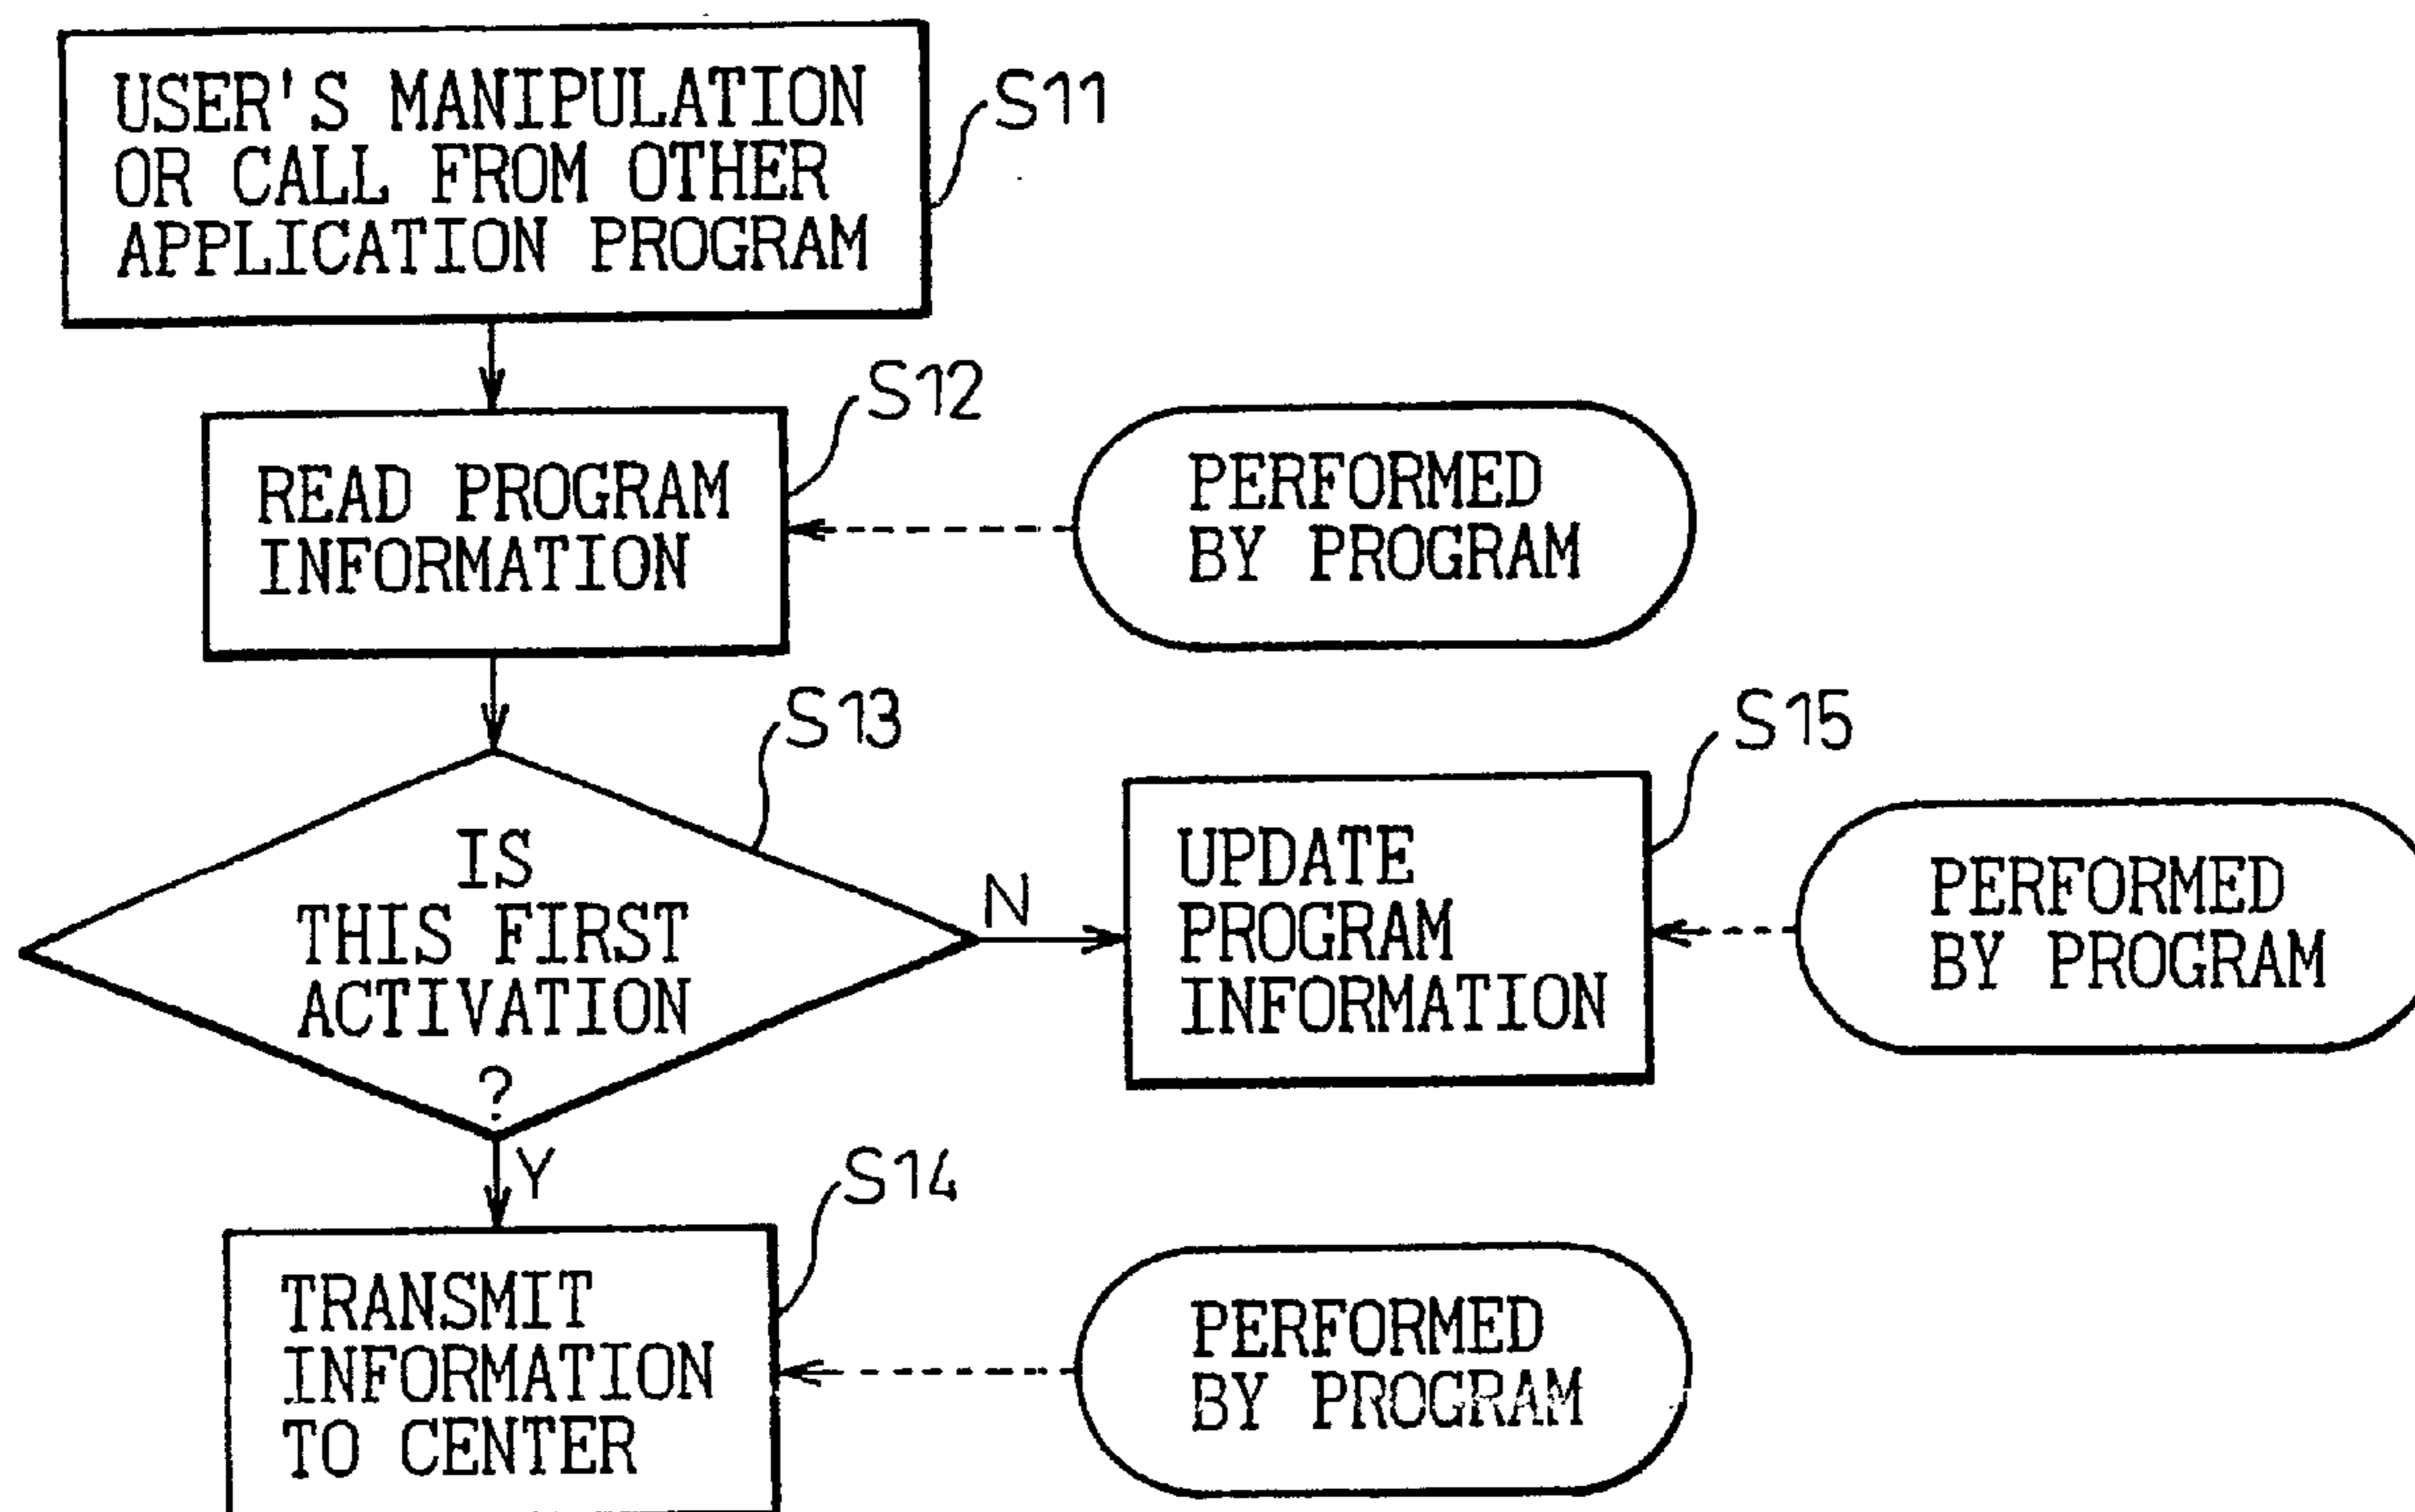 USER'S MANIPULATION
OR CALL FROM OTHER
APPLICATION PROGRAM
S11
S12
READ PROGRAM
INFORMATION
PERFORMED
BY PROGRAM
S13
IS
THIS FIRST
ACTIVATION
?
N
Y
S15
UPDATE
PROGRAM
INFORMATION
PERFORMED
BY PROGRAM
S14
TRANSMIT
INFORMATION
TO CENTER
PERFORMED
BY PROGRAM